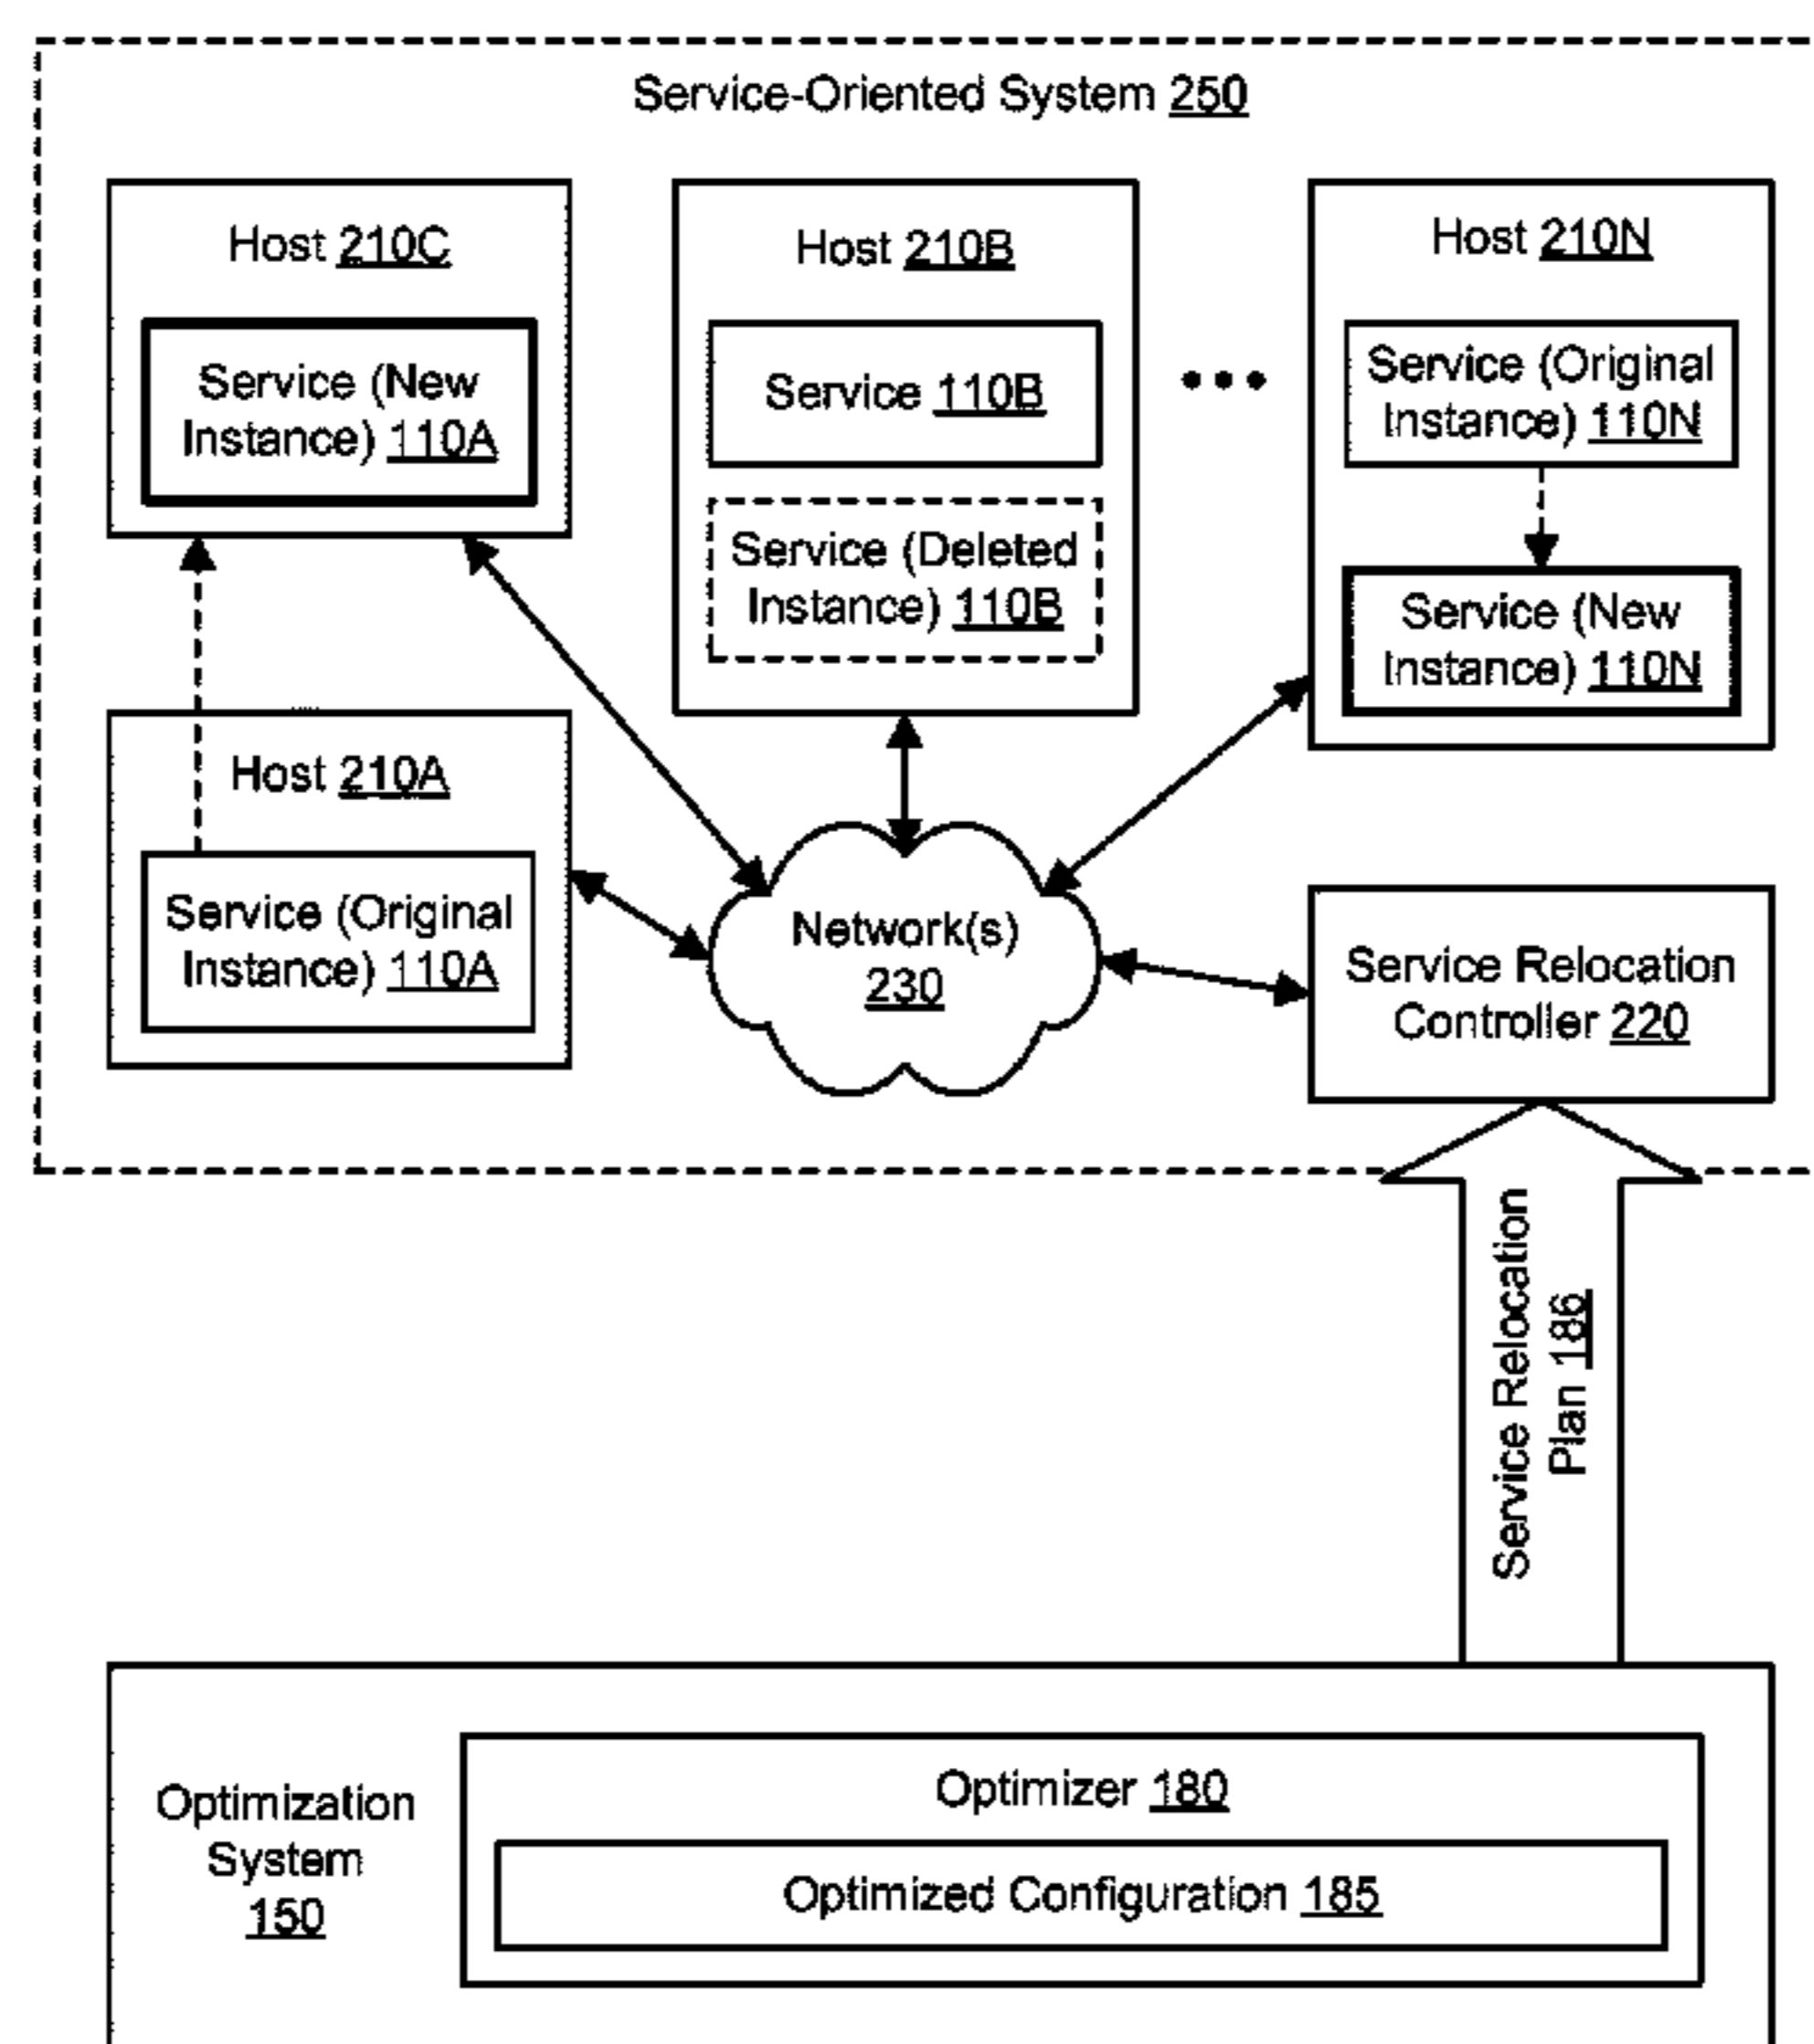 Service-Oriented System 250
Host 210C
Service (New
Instance) 110A
Host 210B
Service 110B
Service (Deleted
Instance) 110B
Host 210N
Service (Original
Instance) 110N
Service (New
Instance) 110N
Host 210A
Service (Original
Instance) 110A
Network(s)
230
Service Relocation
Controller 220
Service Relocation
Plan 186
Optimization
System
150
Optimizer 180
Optimized Configuration 185